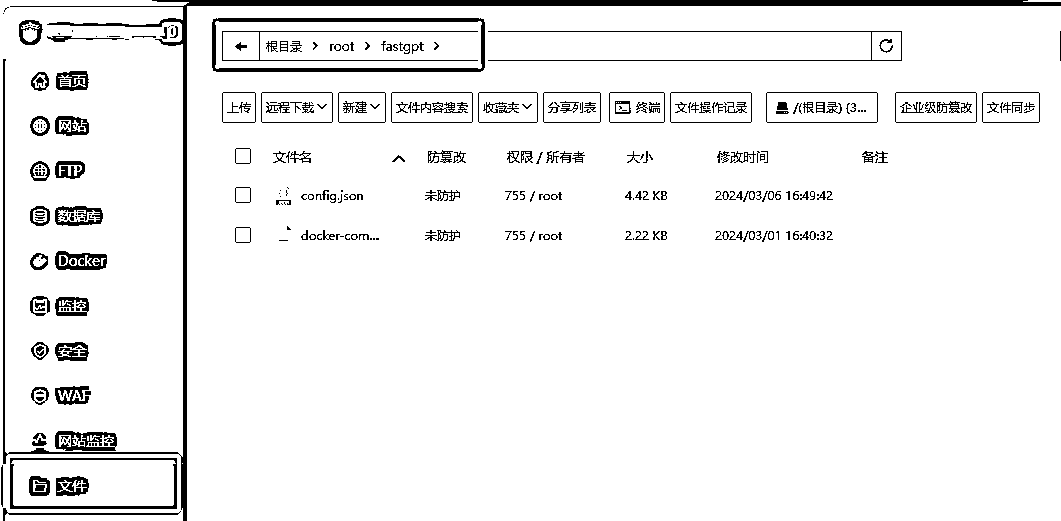 10
根目录 > root > fastgpt >
首页
网站
FTP
数据库
Docker
监控
安全
WAF
网站监控
文件
上传 远程下载 新建 文件内容搜索 收藏夹 分享列表 终端 文件操作记录 /(根目录) (3... 企业级防篡改 文件同步
文件名 防篡改 权限 / 所有者 大小 修改时间 备注
config.json 未防护 755 / root 4.42 KB 2024/03/06 16:49:42
docker-com... 未防护 755 / root 2.22 KB 2024/03/01 16:40:32